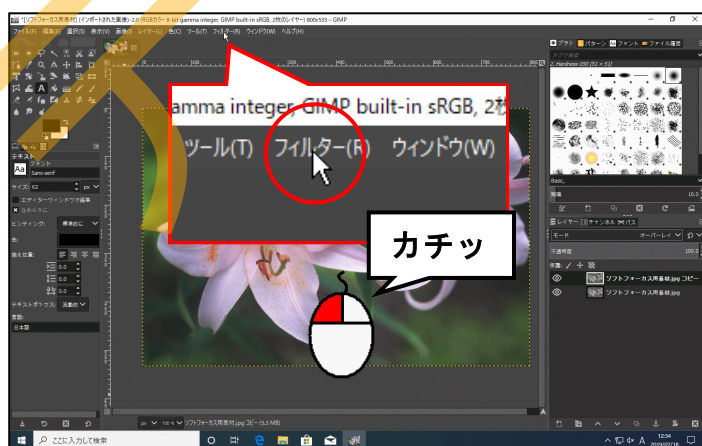 *[ソフトフォーカス用素材] (インポートされた画像)-2.0 (RGBカラー 8-bit gamma integer, GIMP built-in sRGB, 2枚のレイヤー) 800x533 – GIMP
ファイル(F) 編集(E) 選択(S) 表示(V) 画像(I) レイヤー(L) 色(C) ツール(T) フィルター(R) ウィンドウ(W) ヘルプ(H)
ブラシ パターン フォント ファイル履歴
2. Hardness 050 (51 × 51)
amma integer, GIMP built-in sRGB, 2枚
ツール(T) フィルター(R) ウィンドウ(W)
カチッ
テキスト
フォント
Aa Sans-serif
サイズ: 62 px
エディターウィンドウで編集
なめらかに
ヒンティング: 標準的に
色:
揃え位置:
0.0
0.0
0.0
テキストボックス: 流動的
言語:
日本語
Basic,
間隔 10.0
レイヤー チャンネル パス
モード オーバーレイ
不透明度 100.0
保護:
ソフトフォーカス用素材.jpg コピー
ソフトフォーカス用素材.jpg
px 100 % ソフトフォーカス用素材.jpg コピー (5.3 MB)
ここに入力して検索
A 12:34
2019/07/18